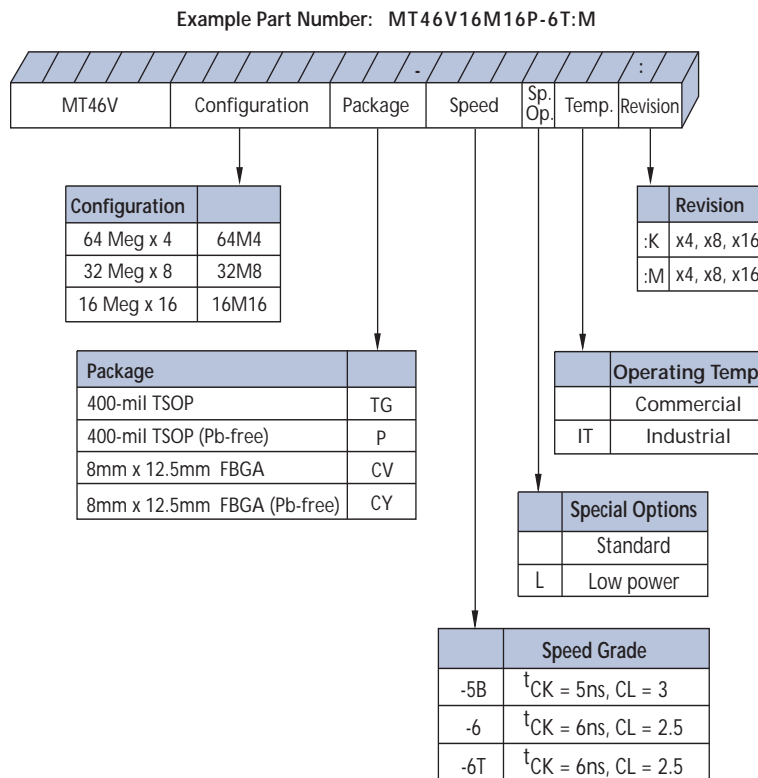 Example Part Number: MT46V16M16P-6T:M
- :
MT46V Configuration Package Speed Sp. Op. Temp. Revision
Configuration
64 Meg x 4 64M4
32 Meg x 8 32M8
16 Meg x 16 16M16
Package
400-mil TSOP TG
400-mil TSOP (Pb-free) P
8mm x 12.5mm FBGA CV
8mm x 12.5mm FBGA (Pb-free) CY
Revision
:K x4, x8, x16
:M x4, x8, x16
Operating Temp
Commercial
IT Industrial
Special Options
Standard
L Low power
Speed Grade
-5B tCK = 5ns, CL = 3
-6 tCK = 6ns, CL = 2.5
-6T tCK = 6ns, CL = 2.5